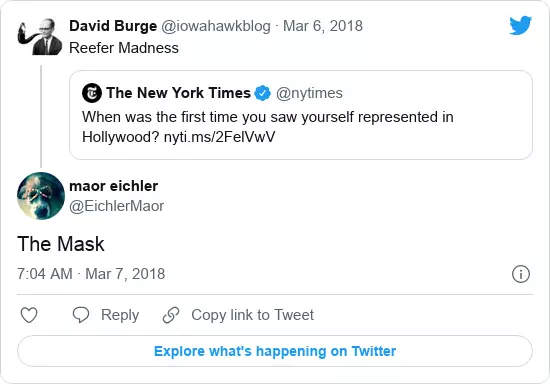 David Burge @iowahawkblog · Mar 6, 2018
Reefer Madness
The New York Times @nytimes
When was the first time you saw yourself represented in
Hollywood? nyti.ms/2FelVwV
maor eichler
@EichlerMaor
The Mask
7:04 AM · Mar 7, 2018
Reply
Copy link to Tweet
Explore what's happening on Twitter